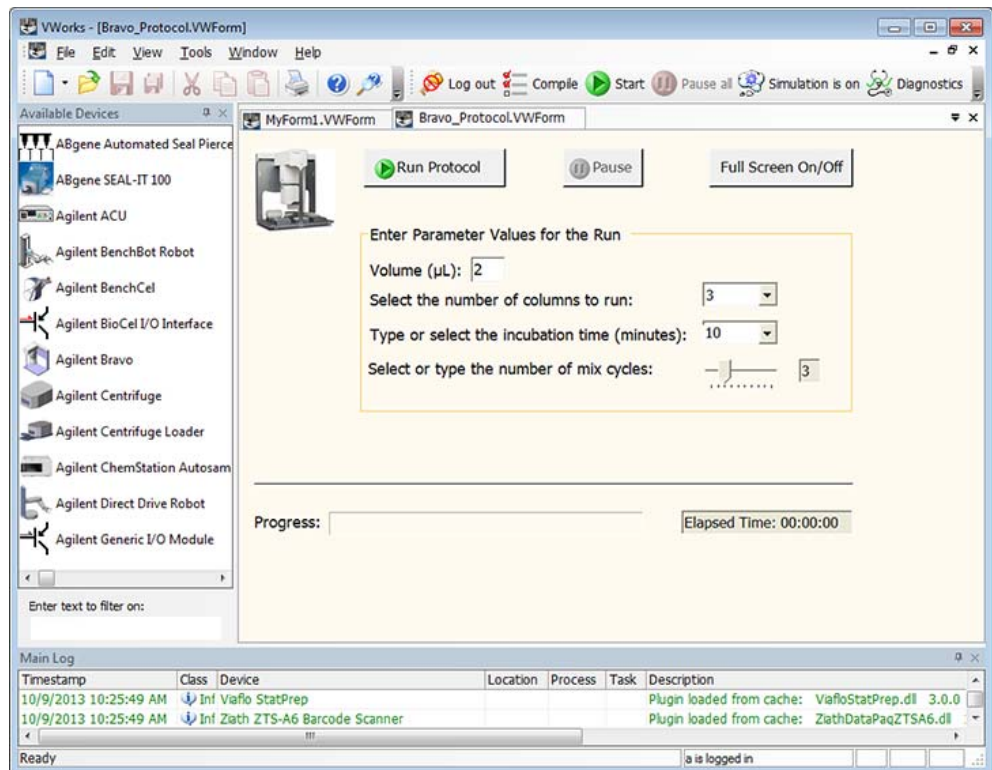 VWorks - [Bravo_Protocol.VWForm]
File Edit View Tools Window Help
Log out Compile Start Pause all Simulation is on Diagnostics
Available Devices
MyForm1.VWForm Bravo_Protocol.VWForm
ABgene Automated Seal Pierce
ABgene SEAL-IT 100
Agilent ACU
Agilent BenchBot Robot
Agilent BenchCel
Agilent BioCel I/O Interface
Agilent Bravo
Agilent Centrifuge
Agilent Centrifuge Loader
Agilent ChemStation Autosam
Agilent Direct Drive Robot
Agilent Generic I/O Module
Enter text to filter on:
Run Protocol Pause Full Screen On/Off
Enter Parameter Values for the Run
Volume (µL): 2
Select the number of columns to run: 3
Type or select the incubation time (minutes): 10
Select or type the number of mix cycles: 3
Progress: Elapsed Time: 00:00:00
Main Log
Timestamp Class Device Location Process Task Description
10/9/2013 10:25:49 AM Inf Viaflo StatPrep Plugin loaded from cache: ViafloStatPrep.dll 3.0.0
10/9/2013 10:25:49 AM Inf Ziath ZTS-A6 Barcode Scanner Plugin loaded from cache: ZiathDataPaqZTSA6.dll
Ready a is logged in